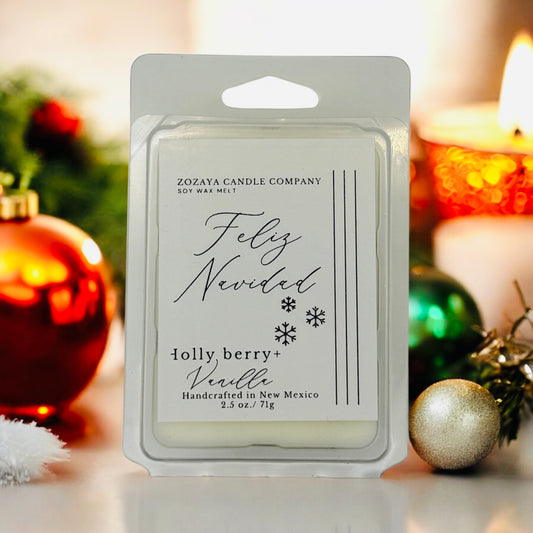 ZOZAYA CANDLE COMPANY
SOY WAX MELT
Feliz
Navidad
Holly berry+
Vanilla
Handcrafted in New Mexico
2.5 oz./ 71g